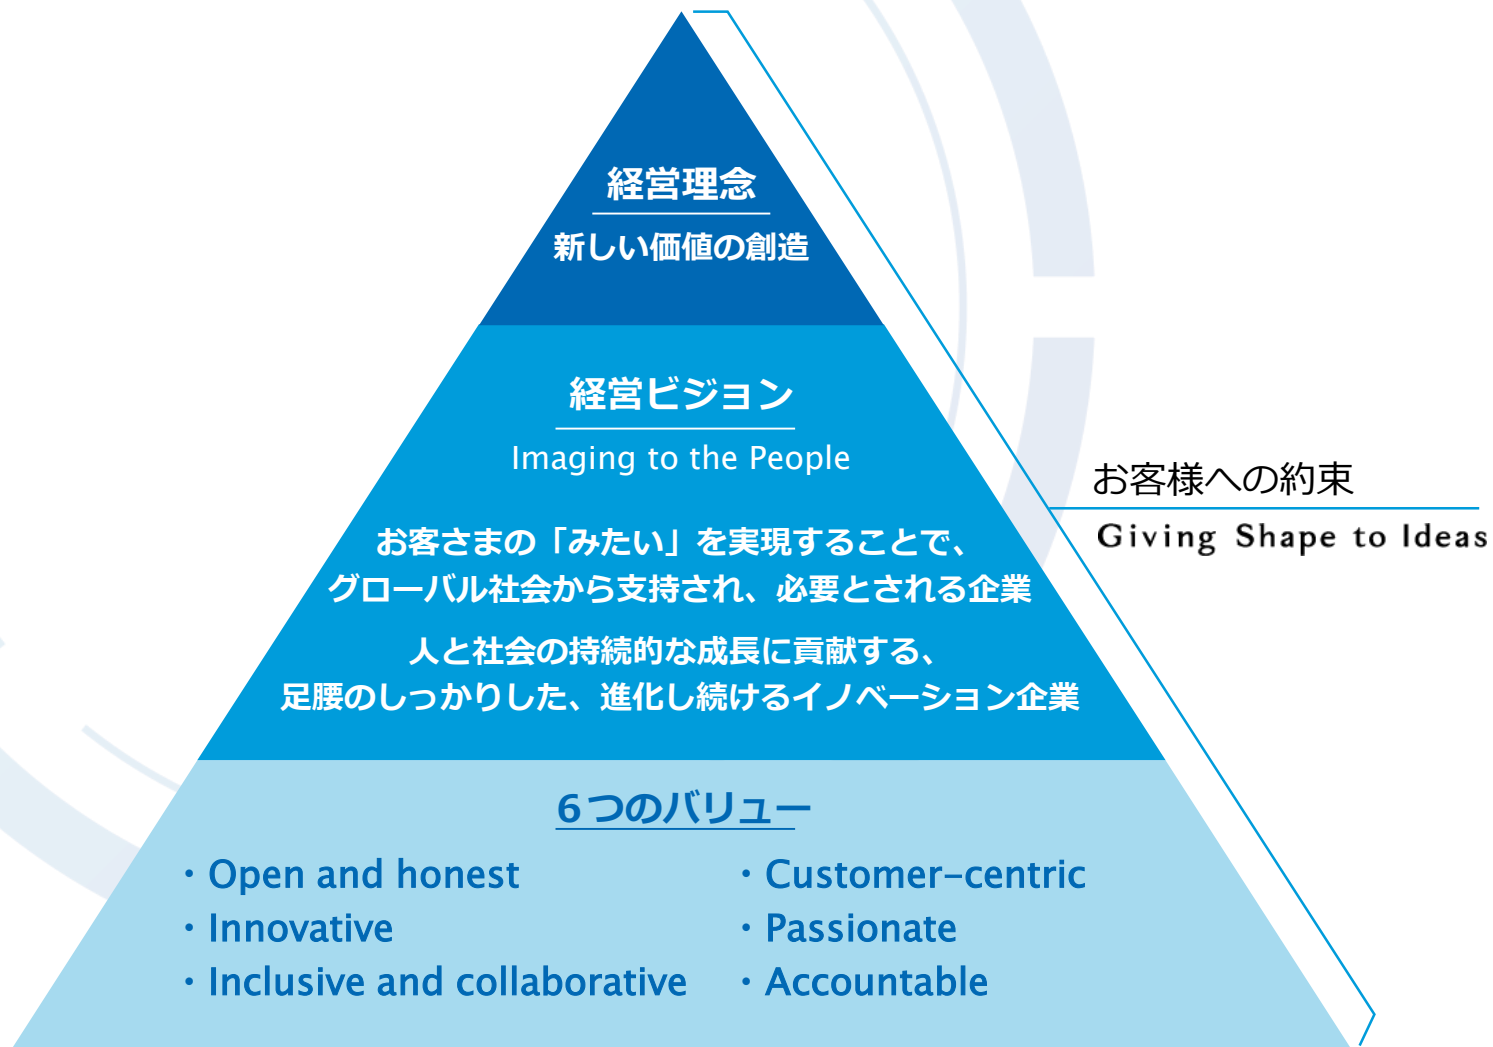 経営理念
新しい価値の創造
経営ビジョン
Imaging to the People
お客さまの「みたい」を実現することで、
グローバル社会から支持され、必要とされる企業
人と社会の持続的な成長に貢献する、
足腰のしっかりした、進化し続けるイノベーション企業
お客様への約束
Giving Shape to Ideas
6つのバリュー
・Open and honest
・Innovative
・Inclusive and collaborative
・Customer-centric
・Passionate
・Accountable